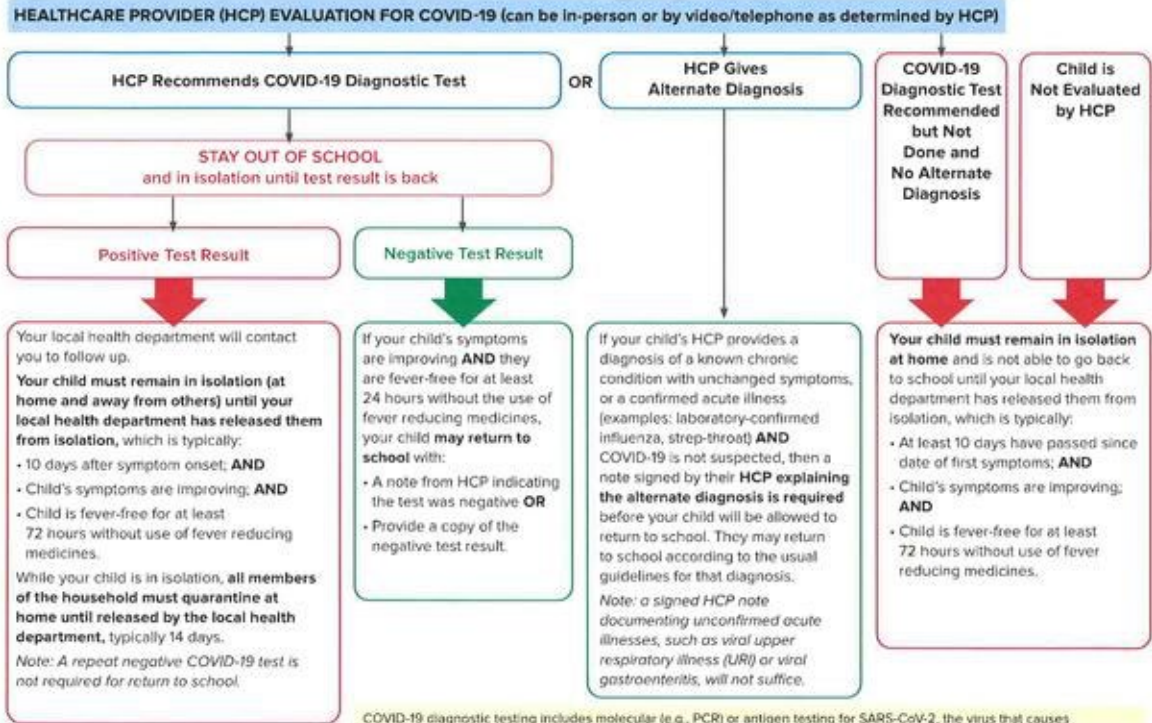 HEALTHCARE PROVIDER (HCP) EVALUATION FOR COVID-19 (can be in-person or by video/telephone as determined by HCP)
HCP Recommends COVID-19 Diagnostic Test
OR
HCP Gives
Alternate Diagnosis
COVID-19
Diagnostic Test
Recommended
but Not
Done and
No Alternate
Diagnosis
Child is
Not Evaluated
by HCP
STAY OUT OF SCHOOL
and in isolation until test result is back
Positive Test Result
Negative Test Result
Your local health department will contact
you to follow up.
Your child must remain in isolation (at
home and away from others) until your
local health department has released them
from isolation, which is typically:
• 10 days after symptom onset; AND
• Child's symptoms are improving; AND
• Child is fever-free for at least
72 hours without use of fever reducing
medicines.
While your child is in isolation, all members
of the household must quarantine at
home until released by the local health
department, typically 14 days.
Note: A repeat negative COVID-19 test is
not required for return to school.
If your child's symptoms
are improving AND they
are fever-free for at least
24 hours without the use of
fever reducing medicines,
your child may return to
school with:
• A note from HCP indicating
the test was negative OR
• Provide a copy of the
negative test result.
If your child's HCP provides a
diagnosis of a known chronic
condition with unchanged symptoms,
or a confirmed acute illness
(examples: laboratory-confirmed
influenza, strep-throat) AND
COVID-19 is not suspected, then a
note signed by their HCP explaining
the alternate diagnosis is required
before your child will be allowed to
return to school. They may return
to school according to the usual
guidelines for that diagnosis.
Note: a signed HCP note
documenting unconfirmed acute
illnesses, such as viral upper
respiratory illness (URI) or viral
gastroenteritis, will not suffice.
Your child must remain in isolation
at home and is not able to go back
to school until your local health
department has released them from
isolation, which is typically:
• At least 10 days have passed since
date of first symptoms; AND
• Child's symptoms are improving;
AND
• Child is fever-free for at least
72 hours without use of fever
reducing medicines.
COVID-19 diagnostic testing includes molecular (e.g., PCR) or antigen testing for SARS-CoV-2, the virus that causes